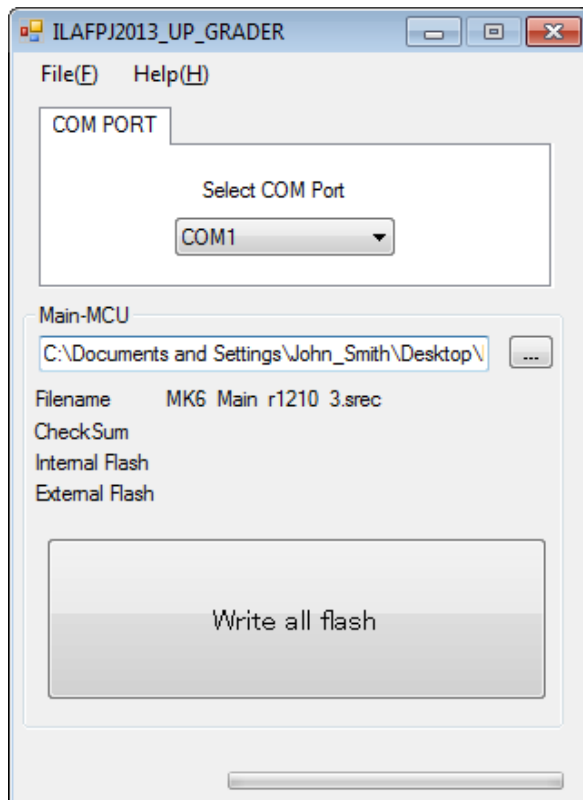 ILAFPJ2013_UP_GRADER
File(F) Help(H)
COM PORT
Select COM Port
COM1
Main-MCU
C:\Documents and Settings\John_Smith\Desktop\
...
Filename MK6 Main r1210 3.srec
CheckSum
Internal Flash
External Flash
Write all flash